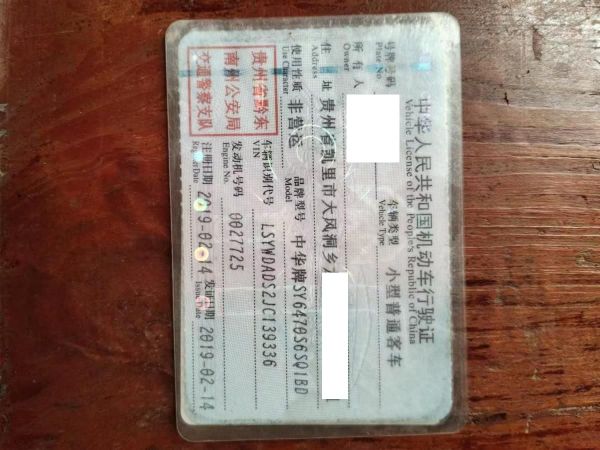 中华人民共和国机动车行驶证
Vehicle License of the People's Republic of China
号牌号码
Plate No.
车辆类型 小型普通客车
Vehicle Type
所有人
Owner
住址 贵州省凯里市大风洞乡
Address
使用性质 非营运
Use Character
品牌型号 中华牌SY6470S6SQ1BD
Model
车辆识别代号 LSYWDADS2JC139336
VIN
发动机号码 0027725
Engine No.
注册日期 2019-02-14
Register Date
发证日期 2019-02-14
Issue Date
贵州省黔东
南州公安局
交通警察支队